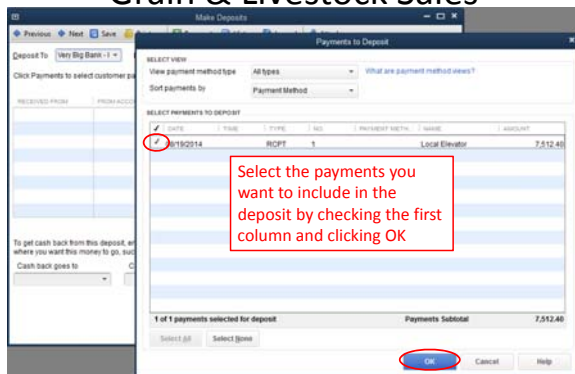 Grain & Livestock Sales
Make Deposits
Previous Next Save
Payments to Deposit
Deposit To Very Big Bank - I
SELECT VIEW
View payment method type All types What are payment method views?
Click Payments to select customer pa
Sort payments by Payment Method
RECEIVED FROM FROM ACCO
SELECT PAYMENTS TO DEPOSIT
DATE TIME TYPE NO. PAYMENT METH. NAME AMOUNT
09/19/2014 RCPT 1 Local Elevator 7,512.40
Select the payments you
want to include in the
deposit by checking the first
column and clicking OK
To get cash back from this deposit, en
where you want this money to go, suc
Cash back goes to
1 of 1 payments selected for deposit Payments Subtotal 7,512.40
Select All Select None
OK Cancel Help